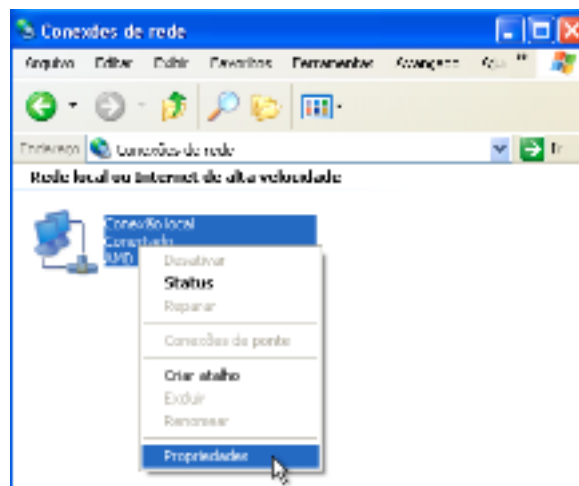 Conexões de rede
Arquivo Editar Exibir Favoritos Ferramentas Avançado
Endereço Conexões de rede Ir
Rede local ou Internet de alta velocidade
Conexão local
Conectado
AMD
Desativar
Status
Reparar
Conexões de ponte
Criar atalho
Excluir
Renomear
Propriedades